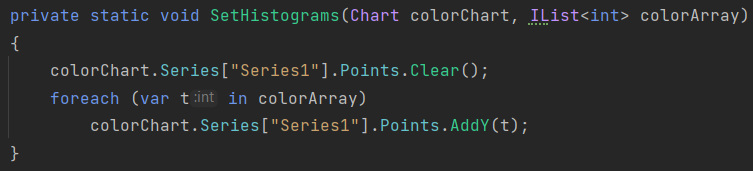 private static void SetHistograms(Chart colorChart, IList<int> colorArray)
{
colorChart.Series["Series1"].Points.Clear();
foreach (var t :int in colorArray)
colorChart.Series["Series1"].Points.AddY(t);
}